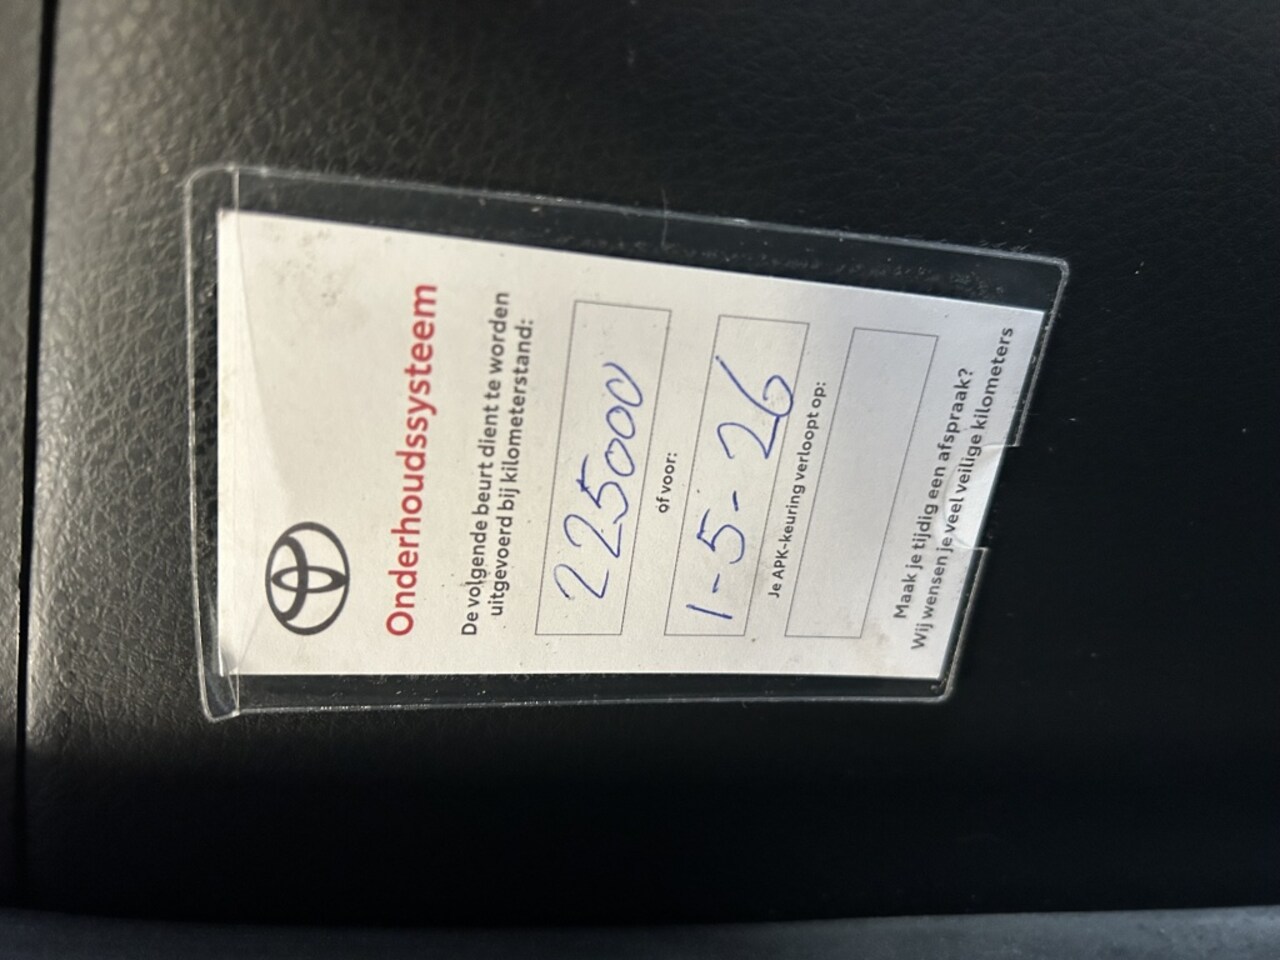 Onderhoudssysteem
De volgende beurt dient te worden
uitgevoerd bij kilometerstand:
225000
óf voor:
1-5-26
Je APK-keuring verloopt op:
Maak je tijdig een afspraak?
Wij wensen je veel veilige kilometers